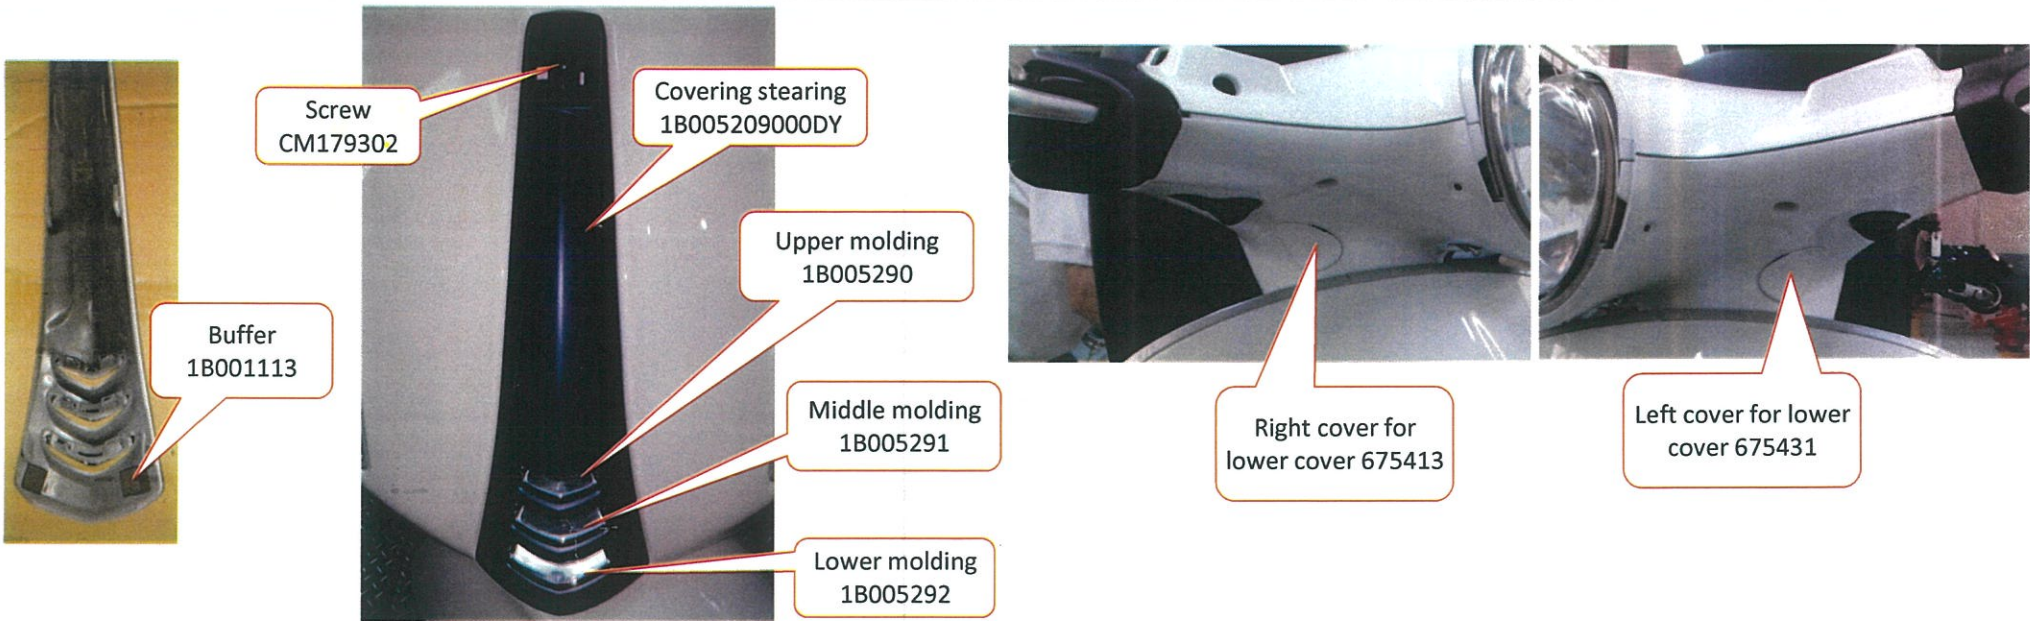 Screw
CM179302
Covering stearing
1B005209000DY
Upper molding
1B005290
Buffer
1B001113
Middle molding
1B005291
Lower molding
1B005292
Right cover for
lower cover 675413
Left cover for lower
cover 675431